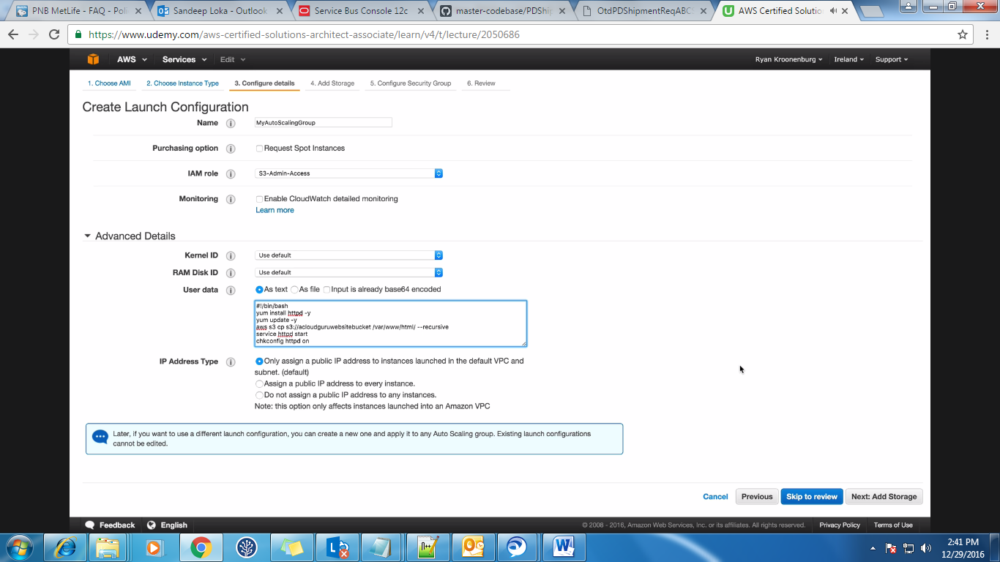 PNB MetLife - FAQ - Poli
Sandeep Loka - Outlook
Service Bus Console 12c
master-codebase/PDShip
OtdPDShipmentReqABCS
AWS Certified Solutio
https://www.udemy.com/aws-certified-solutions-architect-associate/learn/v4/t/lecture/2050686
AWS Services Edit Ryan Kroonenburg Ireland Support
1. Choose AMI 2. Choose Instance Type 3. Configure details 4. Add Storage 5. Configure Security Group 6. Review
Create Launch Configuration
Name i MyAutoScalingGroup
Purchasing option i Request Spot Instances
IAM role i S3-Admin-Access
Monitoring i Enable CloudWatch detailed monitoring
Learn more
Advanced Details
Kernel ID i Use default
RAM Disk ID i Use default
User data i As text As file Input is already base64 encoded
#!/bin/bash
yum install httpd -y
yum update -y
aws s3 cp s3://acloudguruwebsitebucket /var/www/html/ --recursive
service httpd start
chkconfig httpd on
IP Address Type i Only assign a public IP address to instances launched in the default VPC and
subnet. (default)
Assign a public IP address to every instance.
Do not assign a public IP address to any instances.
Note: this option only affects instances launched into an Amazon VPC
Later, if you want to use a different launch configuration, you can create a new one and apply it to any Auto Scaling group. Existing launch configurations
cannot be edited.
Cancel Previous Skip to review Next: Add Storage
Feedback English © 2008 - 2016, Amazon Web Services, Inc. or its affiliates. All rights reserved. Privacy Policy Terms of Use
2:41 PM
12/29/2016